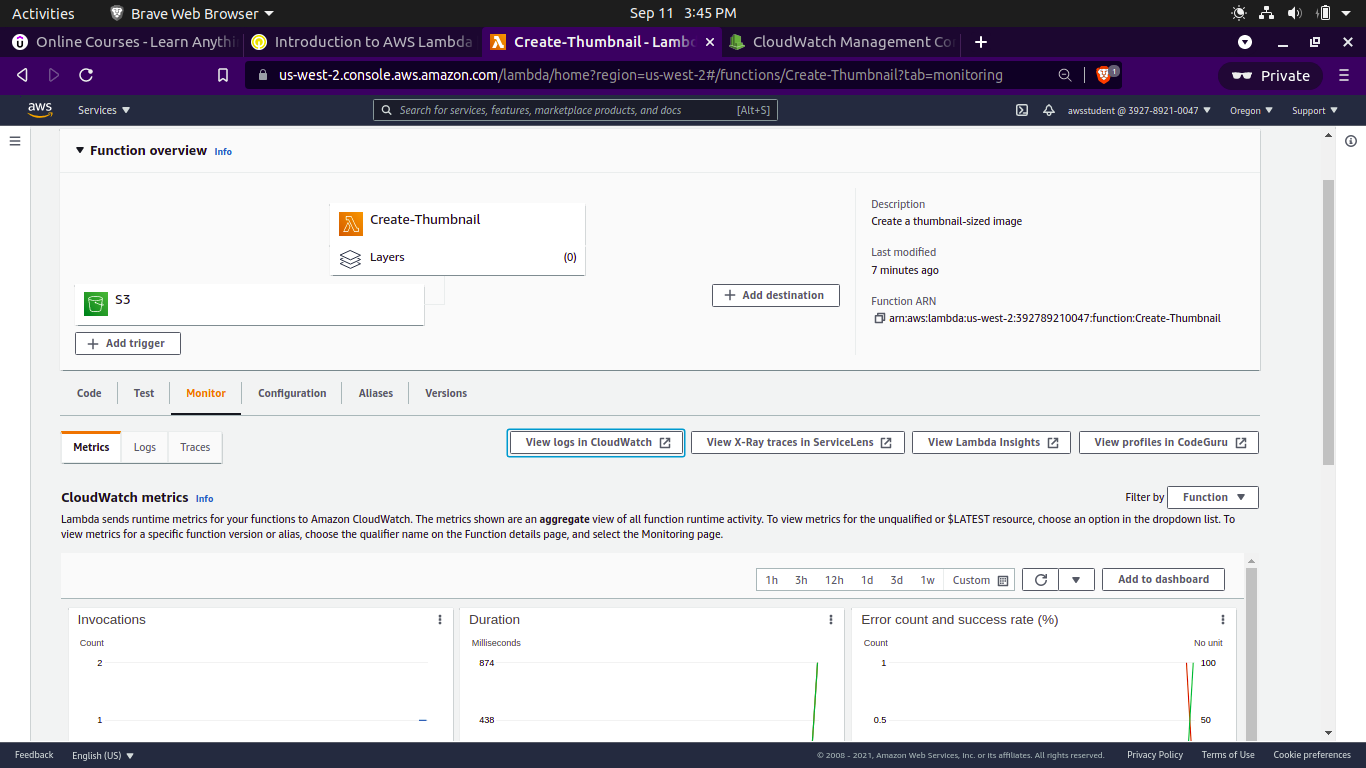 Activities Brave Web Browser Sep 11 3:45 PM
Online Courses - Learn Anythi Introduction to AWS Lambda Create-Thumbnail - Lamb CloudWatch Management Co
us-west-2.console.aws.amazon.com/lambda/home?region=us-west-2#/functions/Create-Thumbnail?tab=monitoring 1 Private
aws Services Search for services, features, marketplace products, and docs [Alt+S] awsstudent @ 3927-8921-0047 Oregon Support
Function overview Info
Create-Thumbnail
Layers (0)
S3
Add trigger
Add destination
Description
Create a thumbnail-sized image
Last modified
7 minutes ago
Function ARN
arn:aws:lambda:us-west-2:392789210047:function:Create-Thumbnail
Code Test Monitor Configuration Aliases Versions
Metrics Logs Traces View logs in CloudWatch View X-Ray traces in ServiceLens View Lambda Insights View profiles in CodeGuru
CloudWatch metrics Info Filter by Function
Lambda sends runtime metrics for your functions to Amazon CloudWatch. The metrics shown are an aggregate view of all function runtime activity. To view metrics for the unqualified or $LATEST resource, choose an option in the dropdown list. To
view metrics for a specific function version or alias, choose the qualifier name on the Function details page, and select the Monitoring page.
1h 3h 12h 1d 3d 1w Custom Add to dashboard
Invocations
Count
2
1
Duration
Milliseconds
874
438
Error count and success rate (%)
Count No unit
1 100
0.5 50
Feedback English (US) © 2008 - 2021, Amazon Web Services, Inc. or its affiliates. All rights reserved. Privacy Policy Terms of Use Cookie preferences